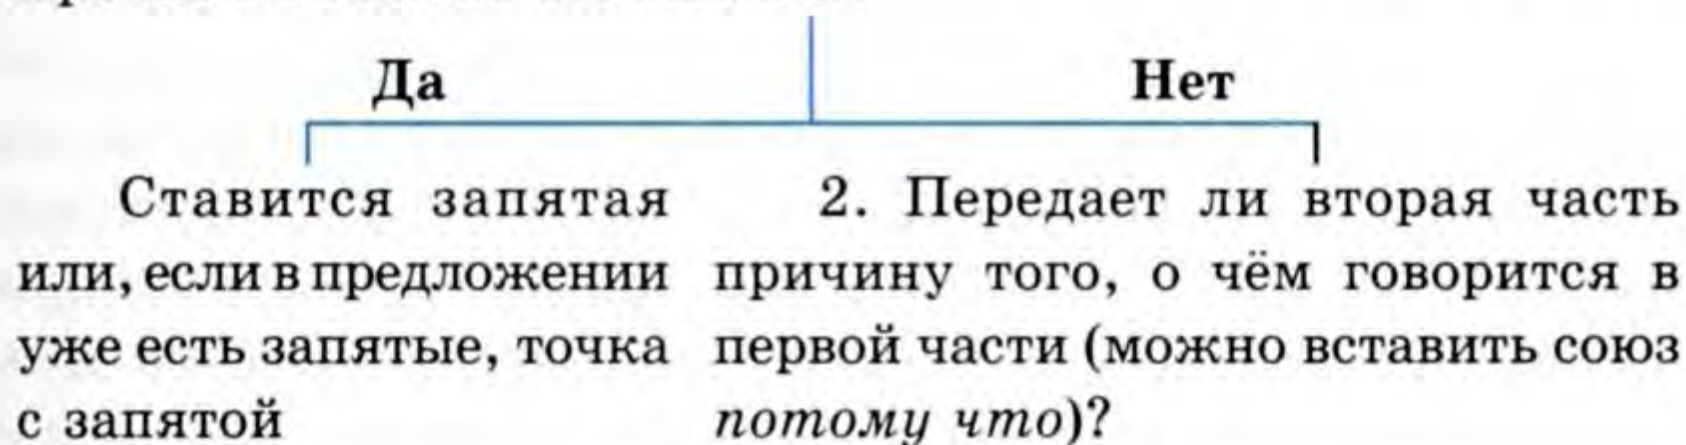 Да
Нет
Ставится запятая
или, если в предложении
уже есть запятые, точка
с запятой
2. Передает ли вторая часть
причину того, о чём говорится в
первой части (можно вставить союз
потому что)?